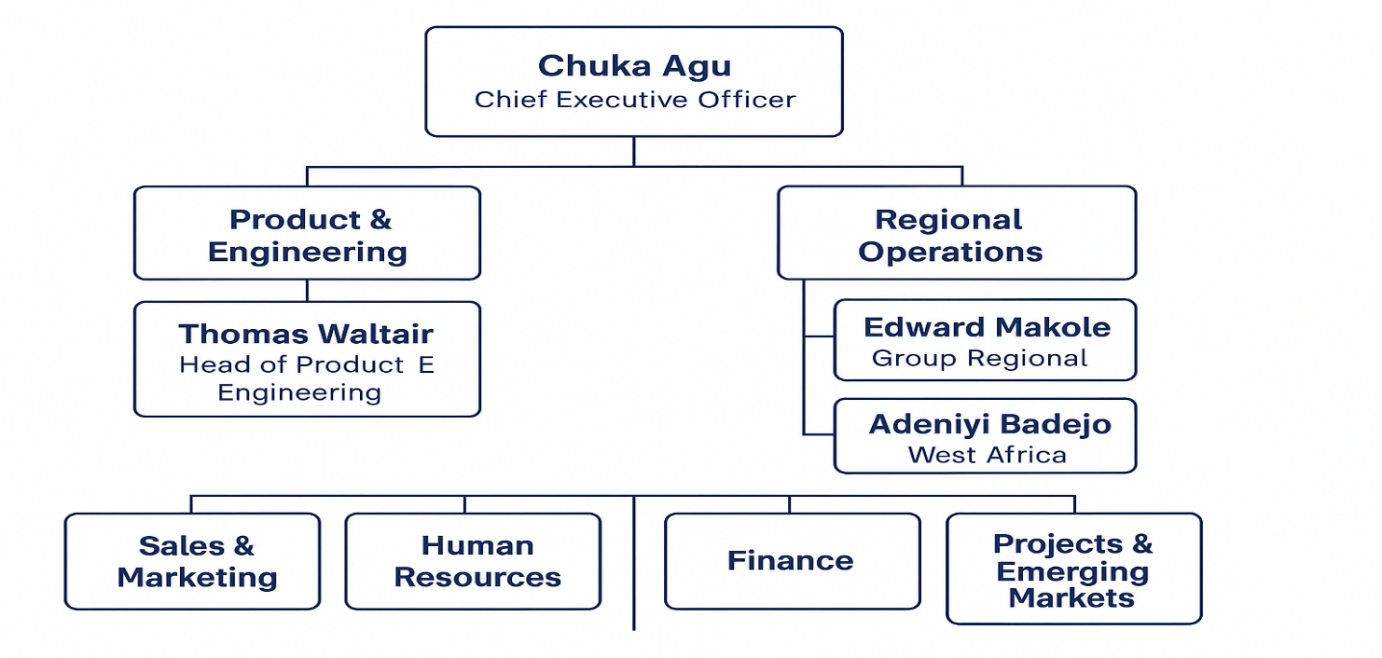 Chuka Agu
Chief Executive Officer
Product &
Engineering
Thomas Waltair
Head of Product E
Engineering
Regional
Operations
Edward Makole
Group Regional
Adeniyi Badejo
West Africa
Sales &
Marketing
Human
Resources
Finance
Projects &
Emerging
Markets